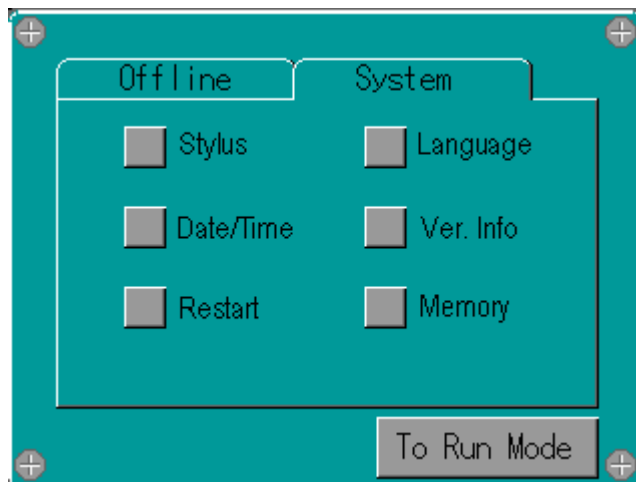 Offline System
Stylus Language
Date/Time Ver. Info
Restart Memory
To Run Mode